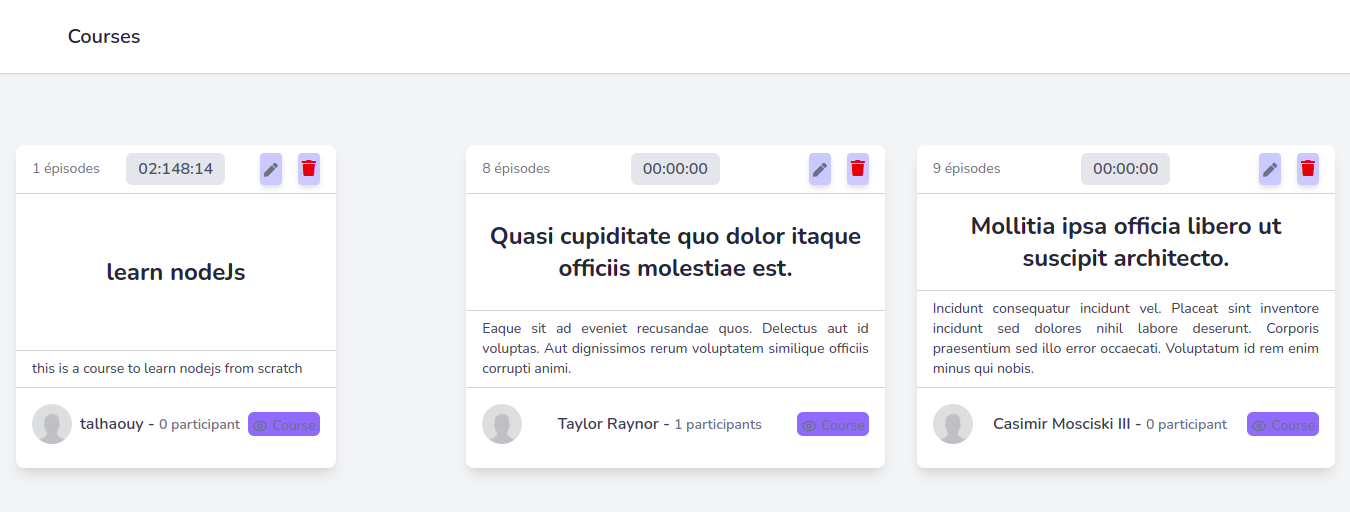 Courses
1 épisodes 02:148:14
learn nodeJs
this is a course to learn nodejs from scratch
talhaouy - 0 participant Course
8 épisodes 00:00:00
Quasi cupiditate quo dolor itaque
officiis molestiae est.
Eaque sit ad eveniet recusandae quos. Delectus aut id
voluptas. Aut dignissimos rerum voluptatem similique officiis
corrupti animi.
Taylor Raynor - 1 participants Course
9 épisodes 00:00:00
Mollitia ipsa officia libero ut
suscipit architecto.
Incidunt consequatur incidunt vel. Placeat sint inventore
incidunt sed dolores nihil labore deserunt. Corporis
praesentium sed illo error occaecati. Voluptatum id rem enim
minus qui nobis.
Casimir Mosciski III - 0 participant Course